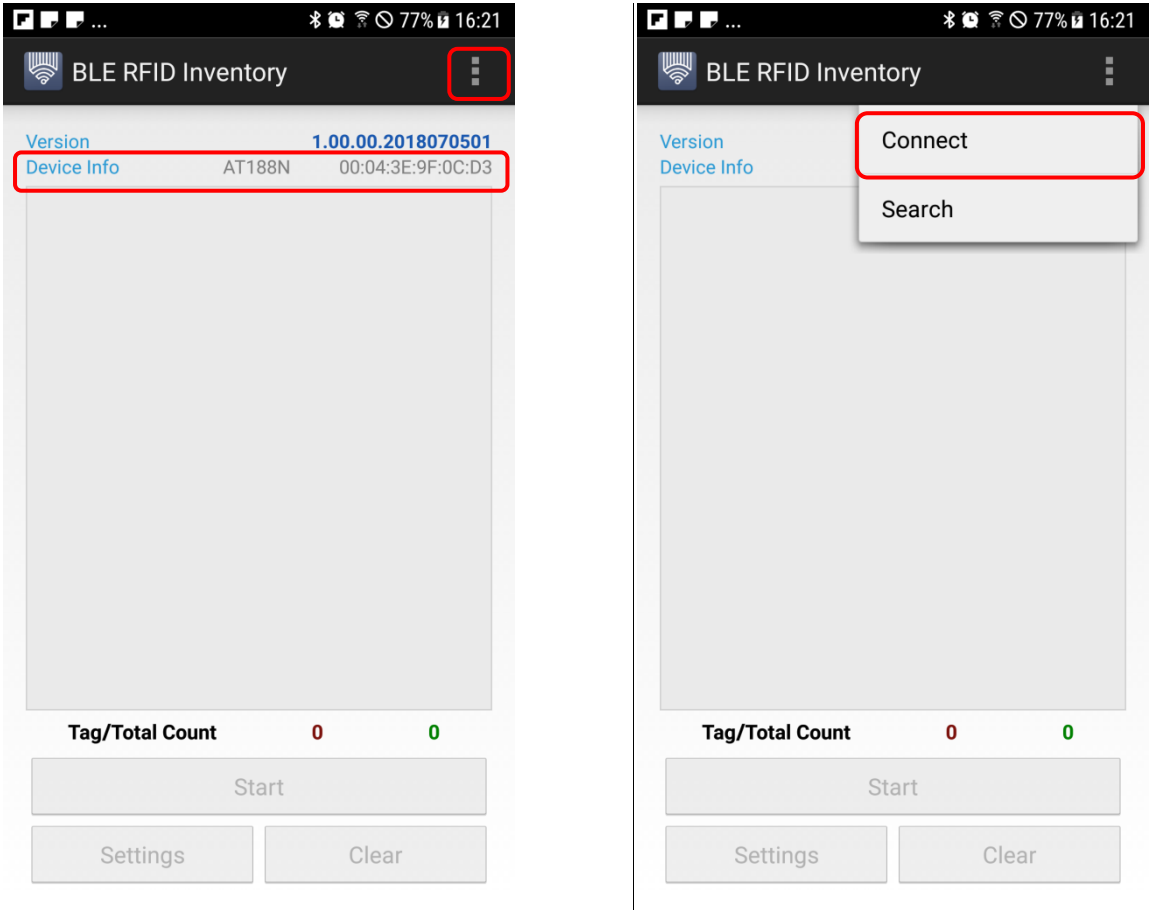 ... 77% 16:21
BLE RFID Inventory
Version 1.00.00.2018070501
Device Info AT188N 00:04:3E:9F:0C:D3
Tag/Total Count 0 0
Start
Settings Clear
... 77% 16:21
BLE RFID Inventory
Version
Device Info
Connect
Search
Tag/Total Count 0 0
Start
Settings Clear